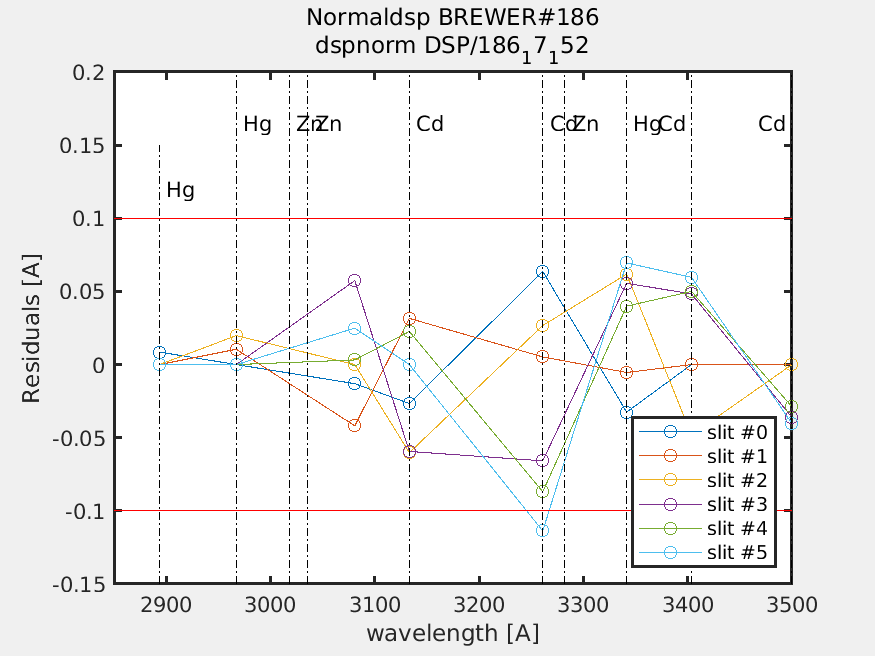 Normaldsp BREWER#186
dspnorm DSP/186₁7₁52
0.2
0.15
0.1
0.05
0
-0.05
-0.1
-0.15
Residuals [A]
Hg
Hg
Zn
Zn
Cd
Cd
Zn
Hg
Cd
Cd
slit #0
slit #1
slit #2
slit #3
slit #4
slit #5
2900 3000 3100 3200 3300 3400 3500
wavelength [A]